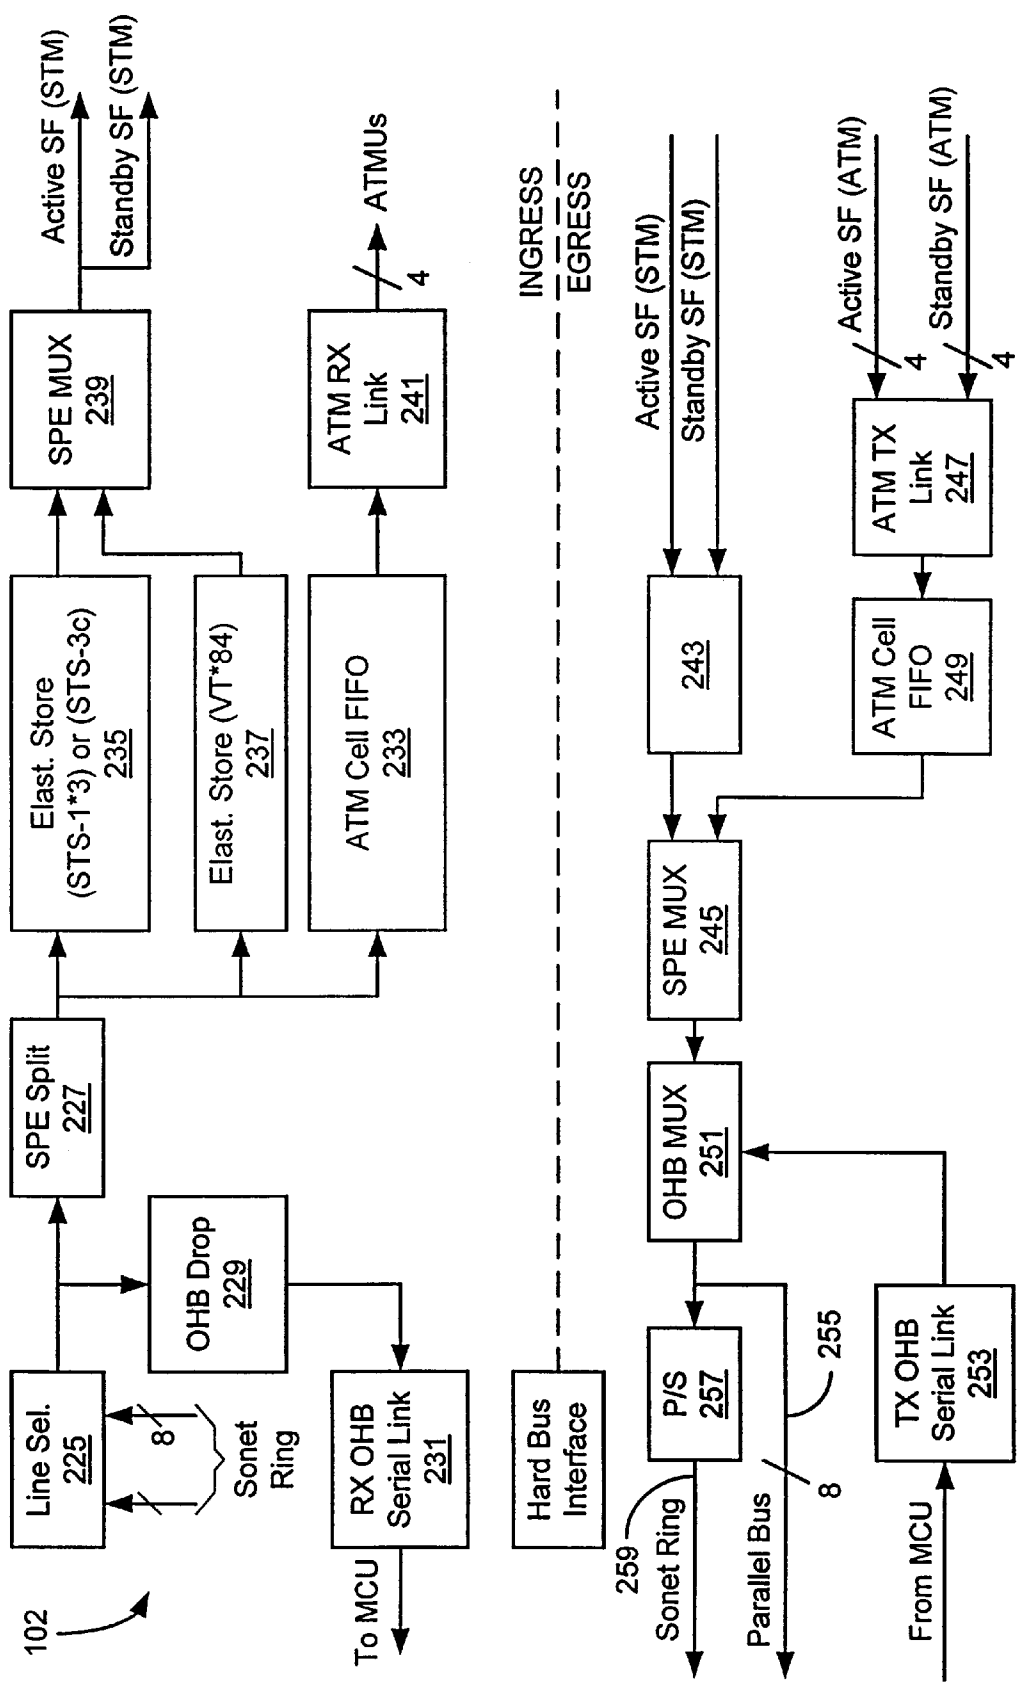 102
Line Sel.
225
8
Sonet
Ring
SPE Split
227
OHB Drop
229
RX OHB
Serial Link
231
To MCU
Elast. Store
(STS-1*3) or (STS-3c)
235
Elast. Store (VT*84)
237
ATM Cell FIFO
233
SPE MUX
239
Active SF (STM)
Standby SF (STM)
ATM RX
Link
241
4
ATMUs
Hard Bus
Interface
INGRESS
EGRESS
259
Sonet Ring
P/S
257
Parallel Bus
8
255
OHB MUX
251
SPE MUX
245
243
Active SF (STM)
Standby SF (STM)
From MCU
TX OHB
Serial Link
253
ATM Cell
FIFO
249
ATM TX
Link
247
4
Active SF (ATM)
4
Standby SF (ATM)